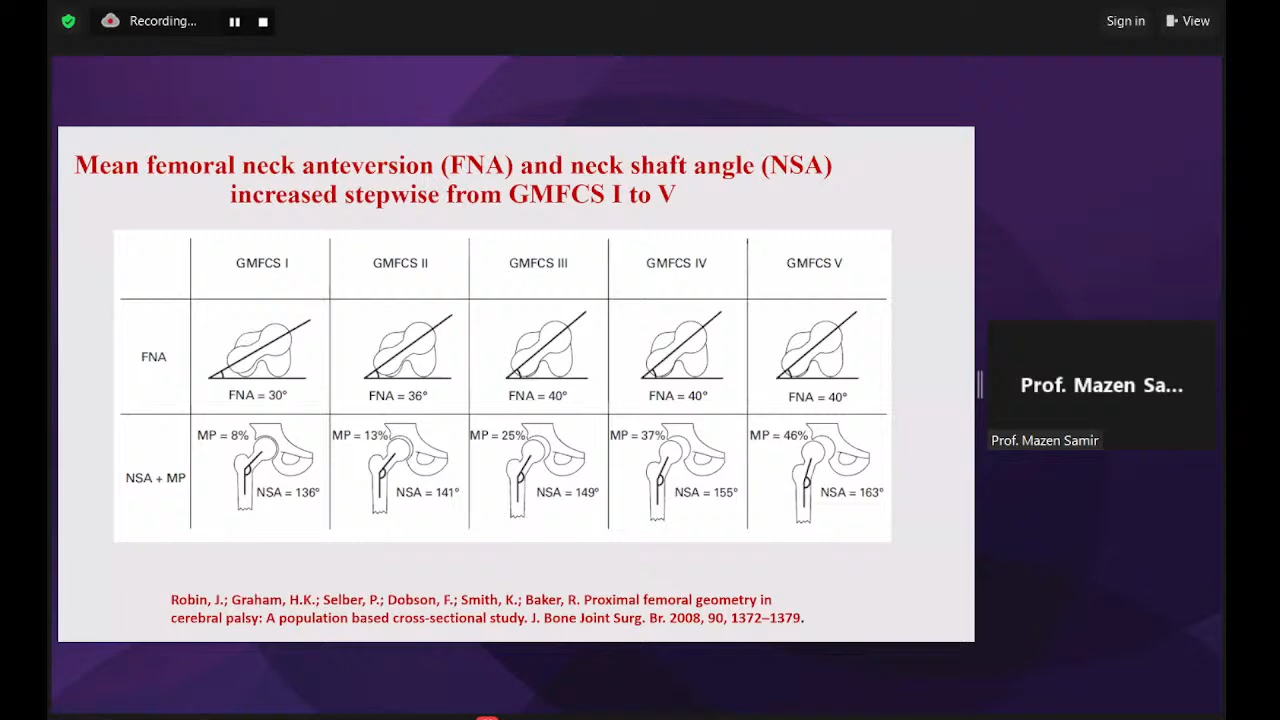 Recording...
Sign in
View
Mean femoral neck anteversion (FNA) and neck shaft angle (NSA)
increased stepwise from GMFCS I to V
GMFCS I GMFCS II GMFCS III GMFCS IV GMFCS V
FNA
FNA = 30° FNA = 36° FNA = 40° FNA = 40° FNA = 40°
MP = 8% MP = 13% MP = 25% MP = 37% MP = 46%
NSA + MP
NSA = 136° NSA = 141° NSA = 149° NSA = 155° NSA = 163°
Robin, J.; Graham, H.K.; Selber, P.; Dobson, F.; Smith, K.; Baker, R. Proximal femoral geometry in
cerebral palsy: A population based cross-sectional study. J. Bone Joint Surg. Br. 2008, 90, 1372–1379.
Prof. Mazen Sa...
Prof. Mazen Samir